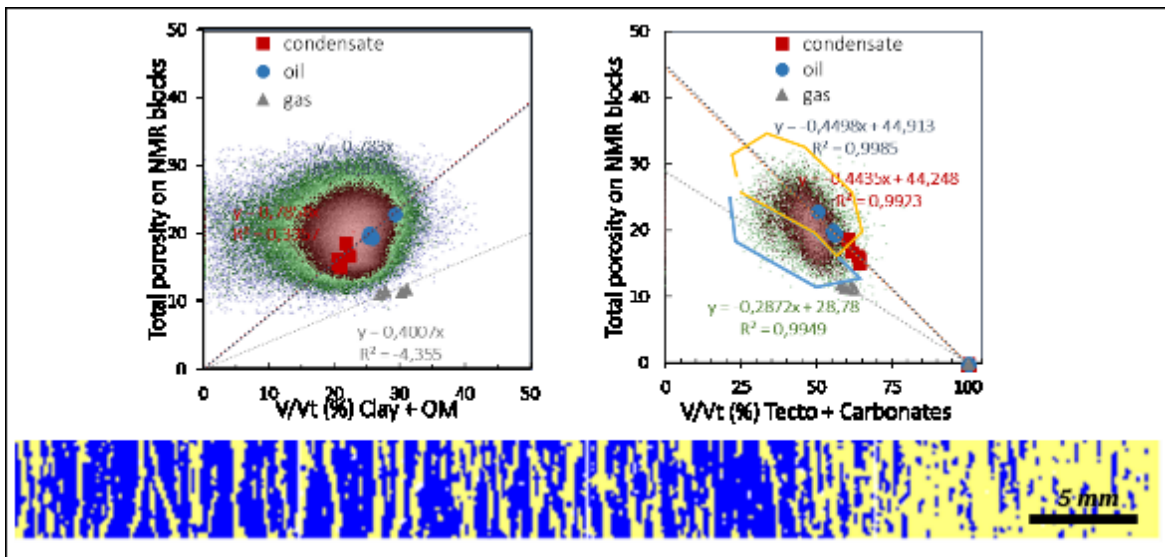 50
40
30
20
10
0
Total porosity on NMR blocks
condensate
oil
gas
y = 0,4007x
R² = -4,355
0
10
20
30
40
50
V/Vt (%) Clay + OM
50
40
30
20
10
0
Total porosity on NMR blocks
condensate
oil
gas
y = -0,4498x + 44,913
R² = 0,9985
y = -0,4435x + 44,248
R² = 0,9923
y = -0,2872x + 28,78
R² = 0,9949
0
25
50
75
100
V/Vt (%) Tecto + Carbonates
5 mm